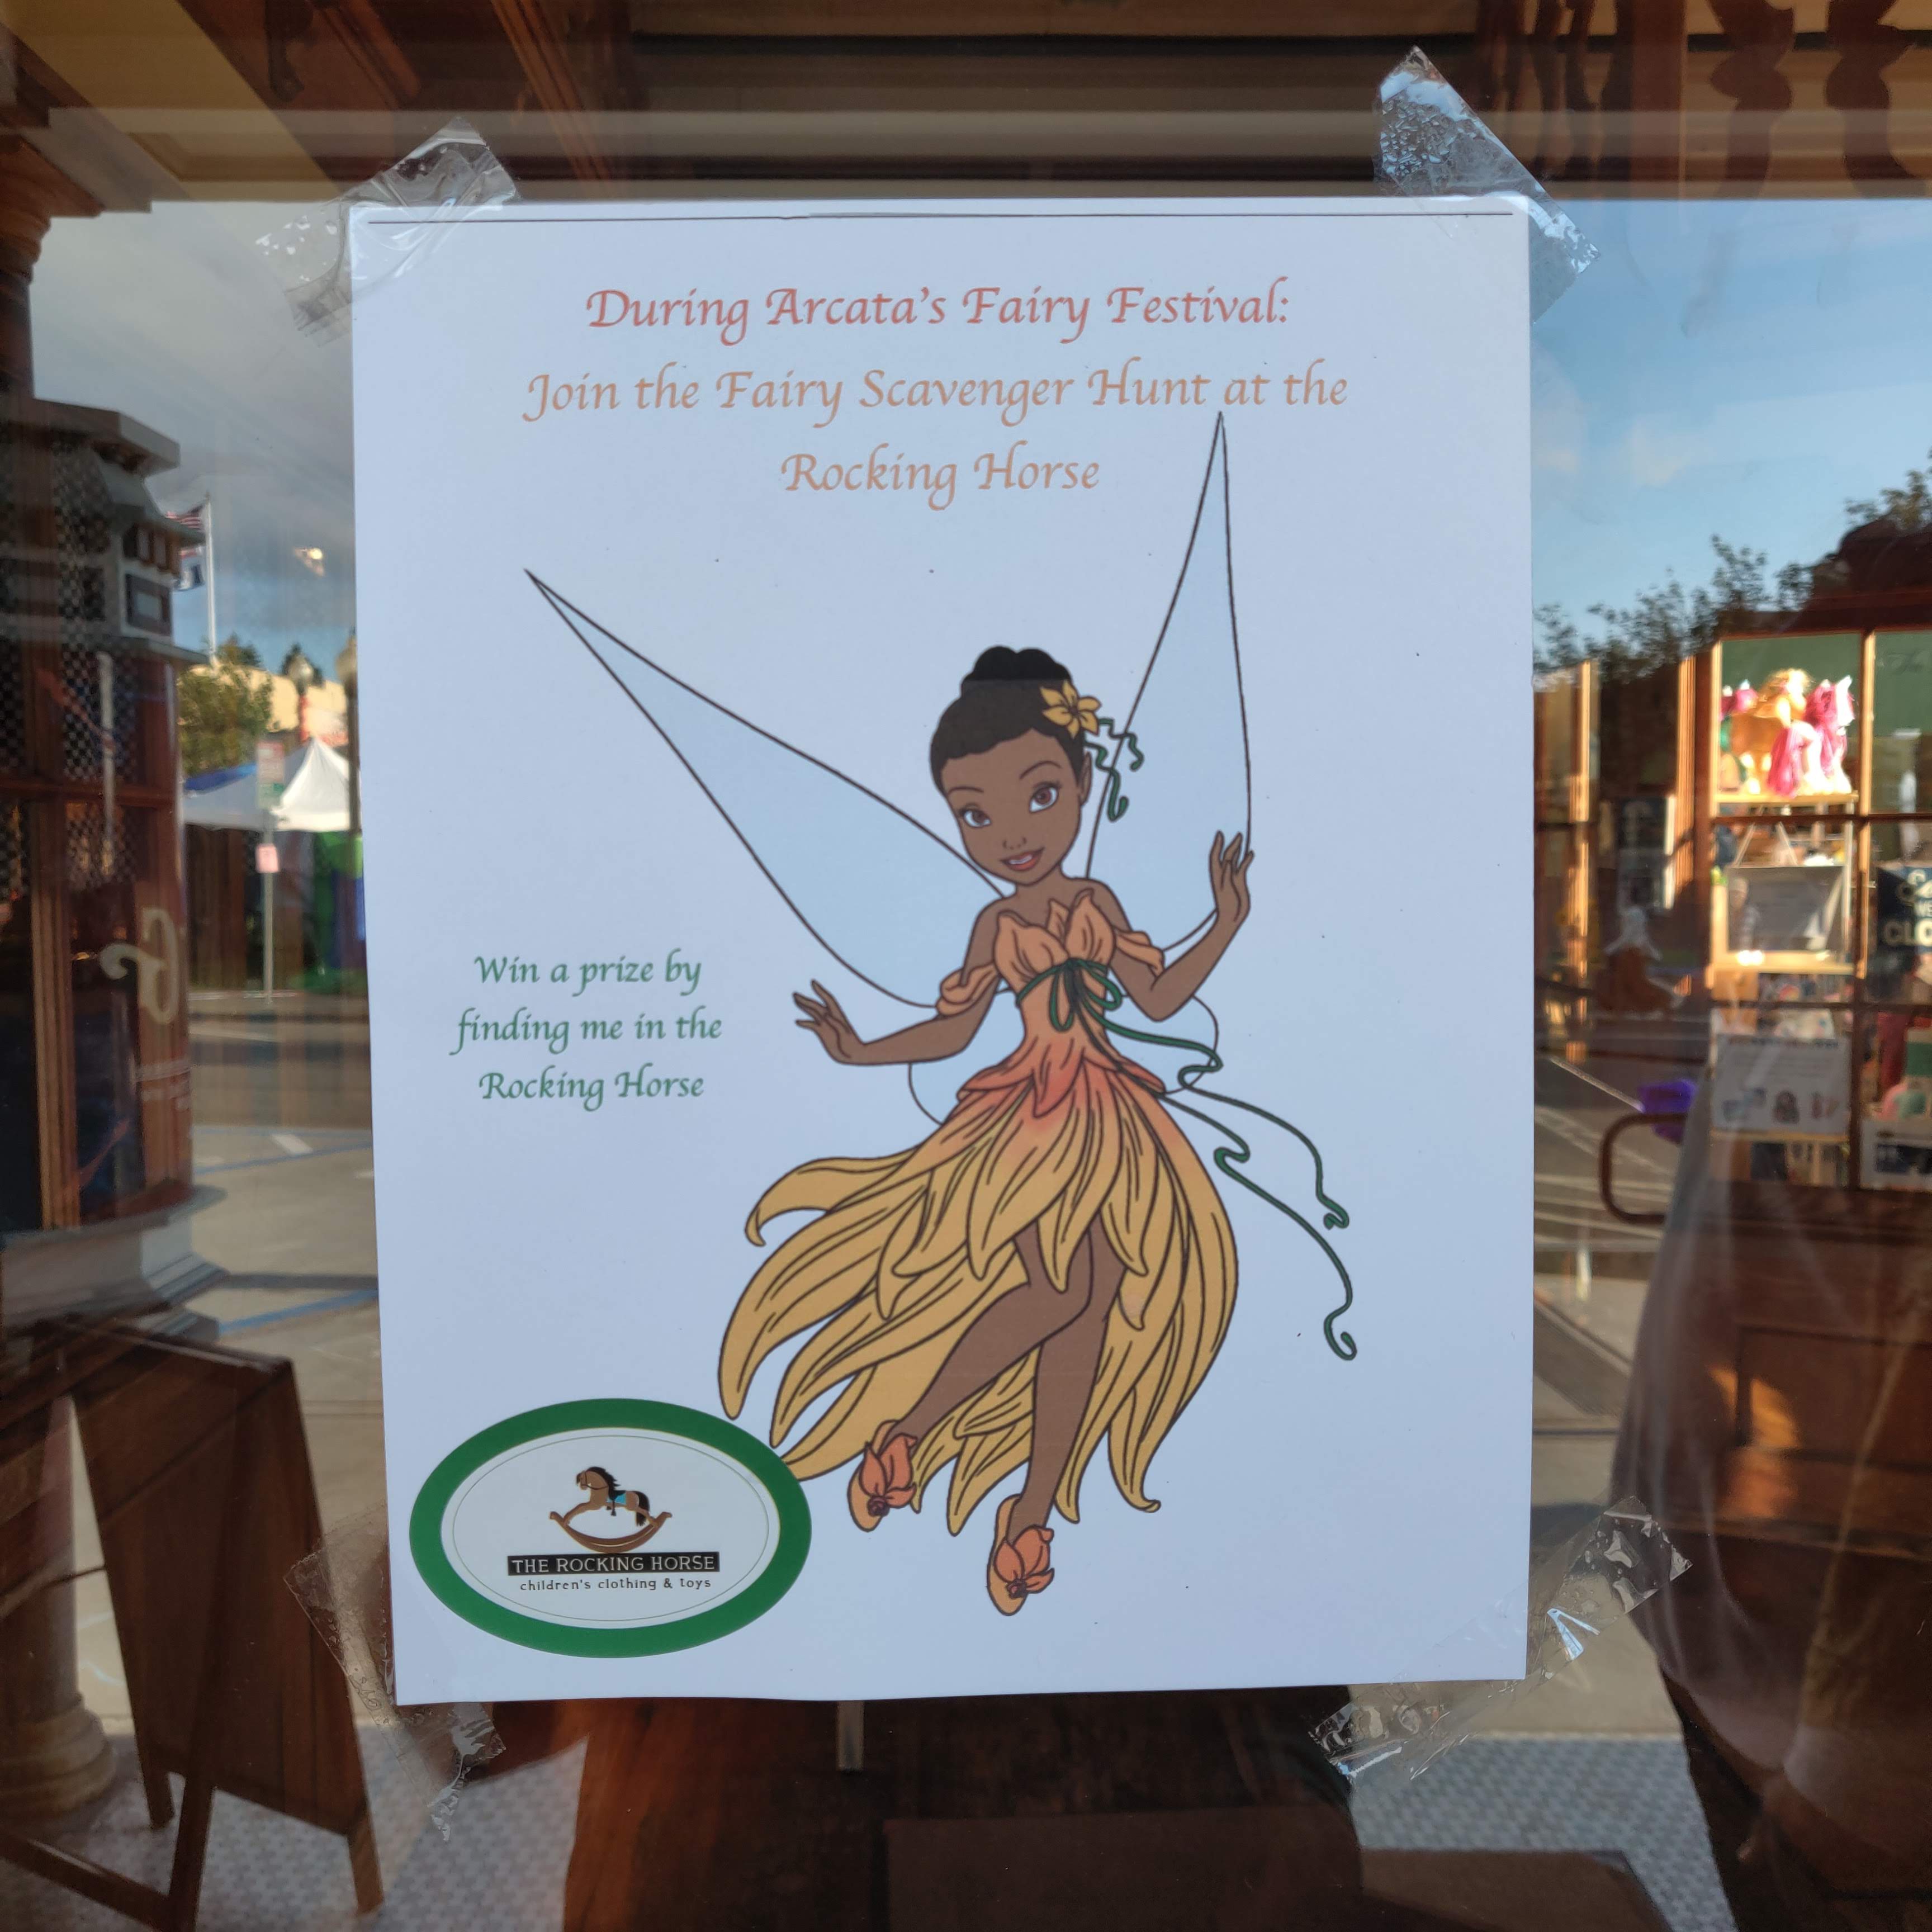 During Arcata's Fairy Festival:
Join the Fairy Scavenger Hunt at the
Rocking Horse
Win a prize by
finding me in the
Rocking Horse
THE ROCKING HORSE
children's clothing & toys